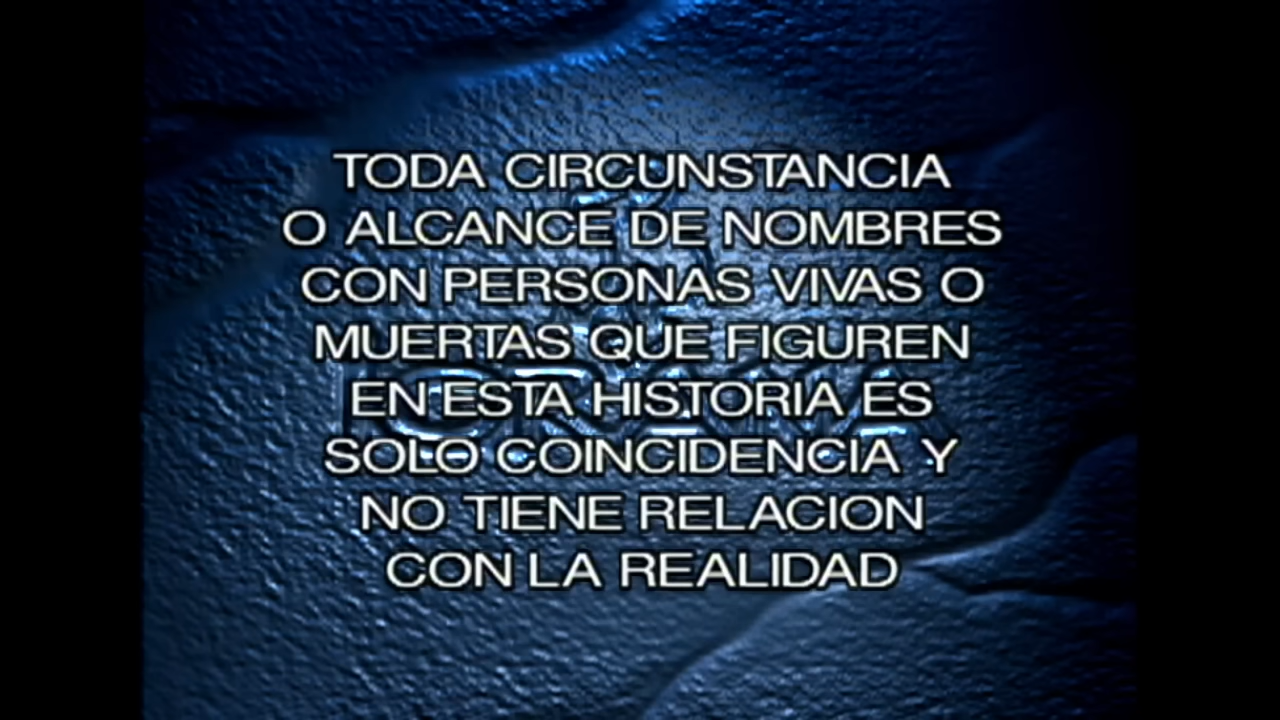 TODA CIRCUNSTANCIA
O ALCANCE DE NOMBRES
CON PERSONAS VIVAS O
MUERTAS QUE FIGUREN
EN ESTA HISTORIA ES
SOLO COINCIDENCIA Y
NO TIENE RELACION
CON LA REALIDAD